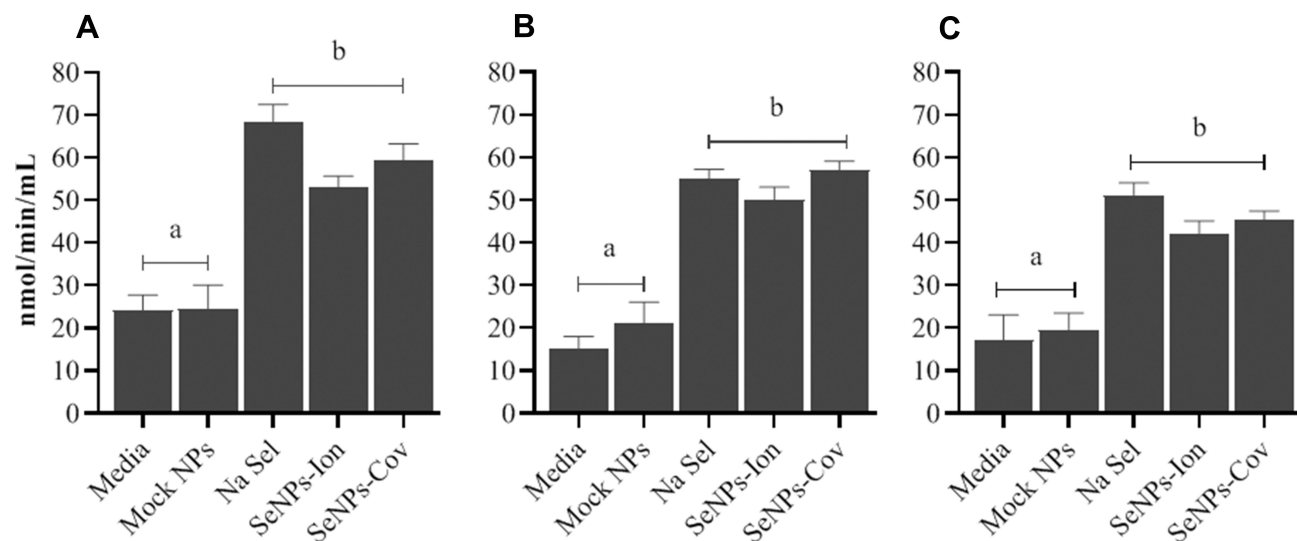 A
b
80
70
60
50
40
30
20
10
0
a
nmol/min/mL
Media
Mock NPs
Na Sel
SeNPs-Ion
SeNPs-Cov
B
b
80
70
60
50
40
30
20
10
0
a
Media
Mock NPs
Na Sel
SeNPs-Ion
SeNPs-Cov
C
b
80
70
60
50
40
30
20
10
0
a
Media
Mock NPs
Na Sel
SeNPs-Ion
SeNPs-Cov